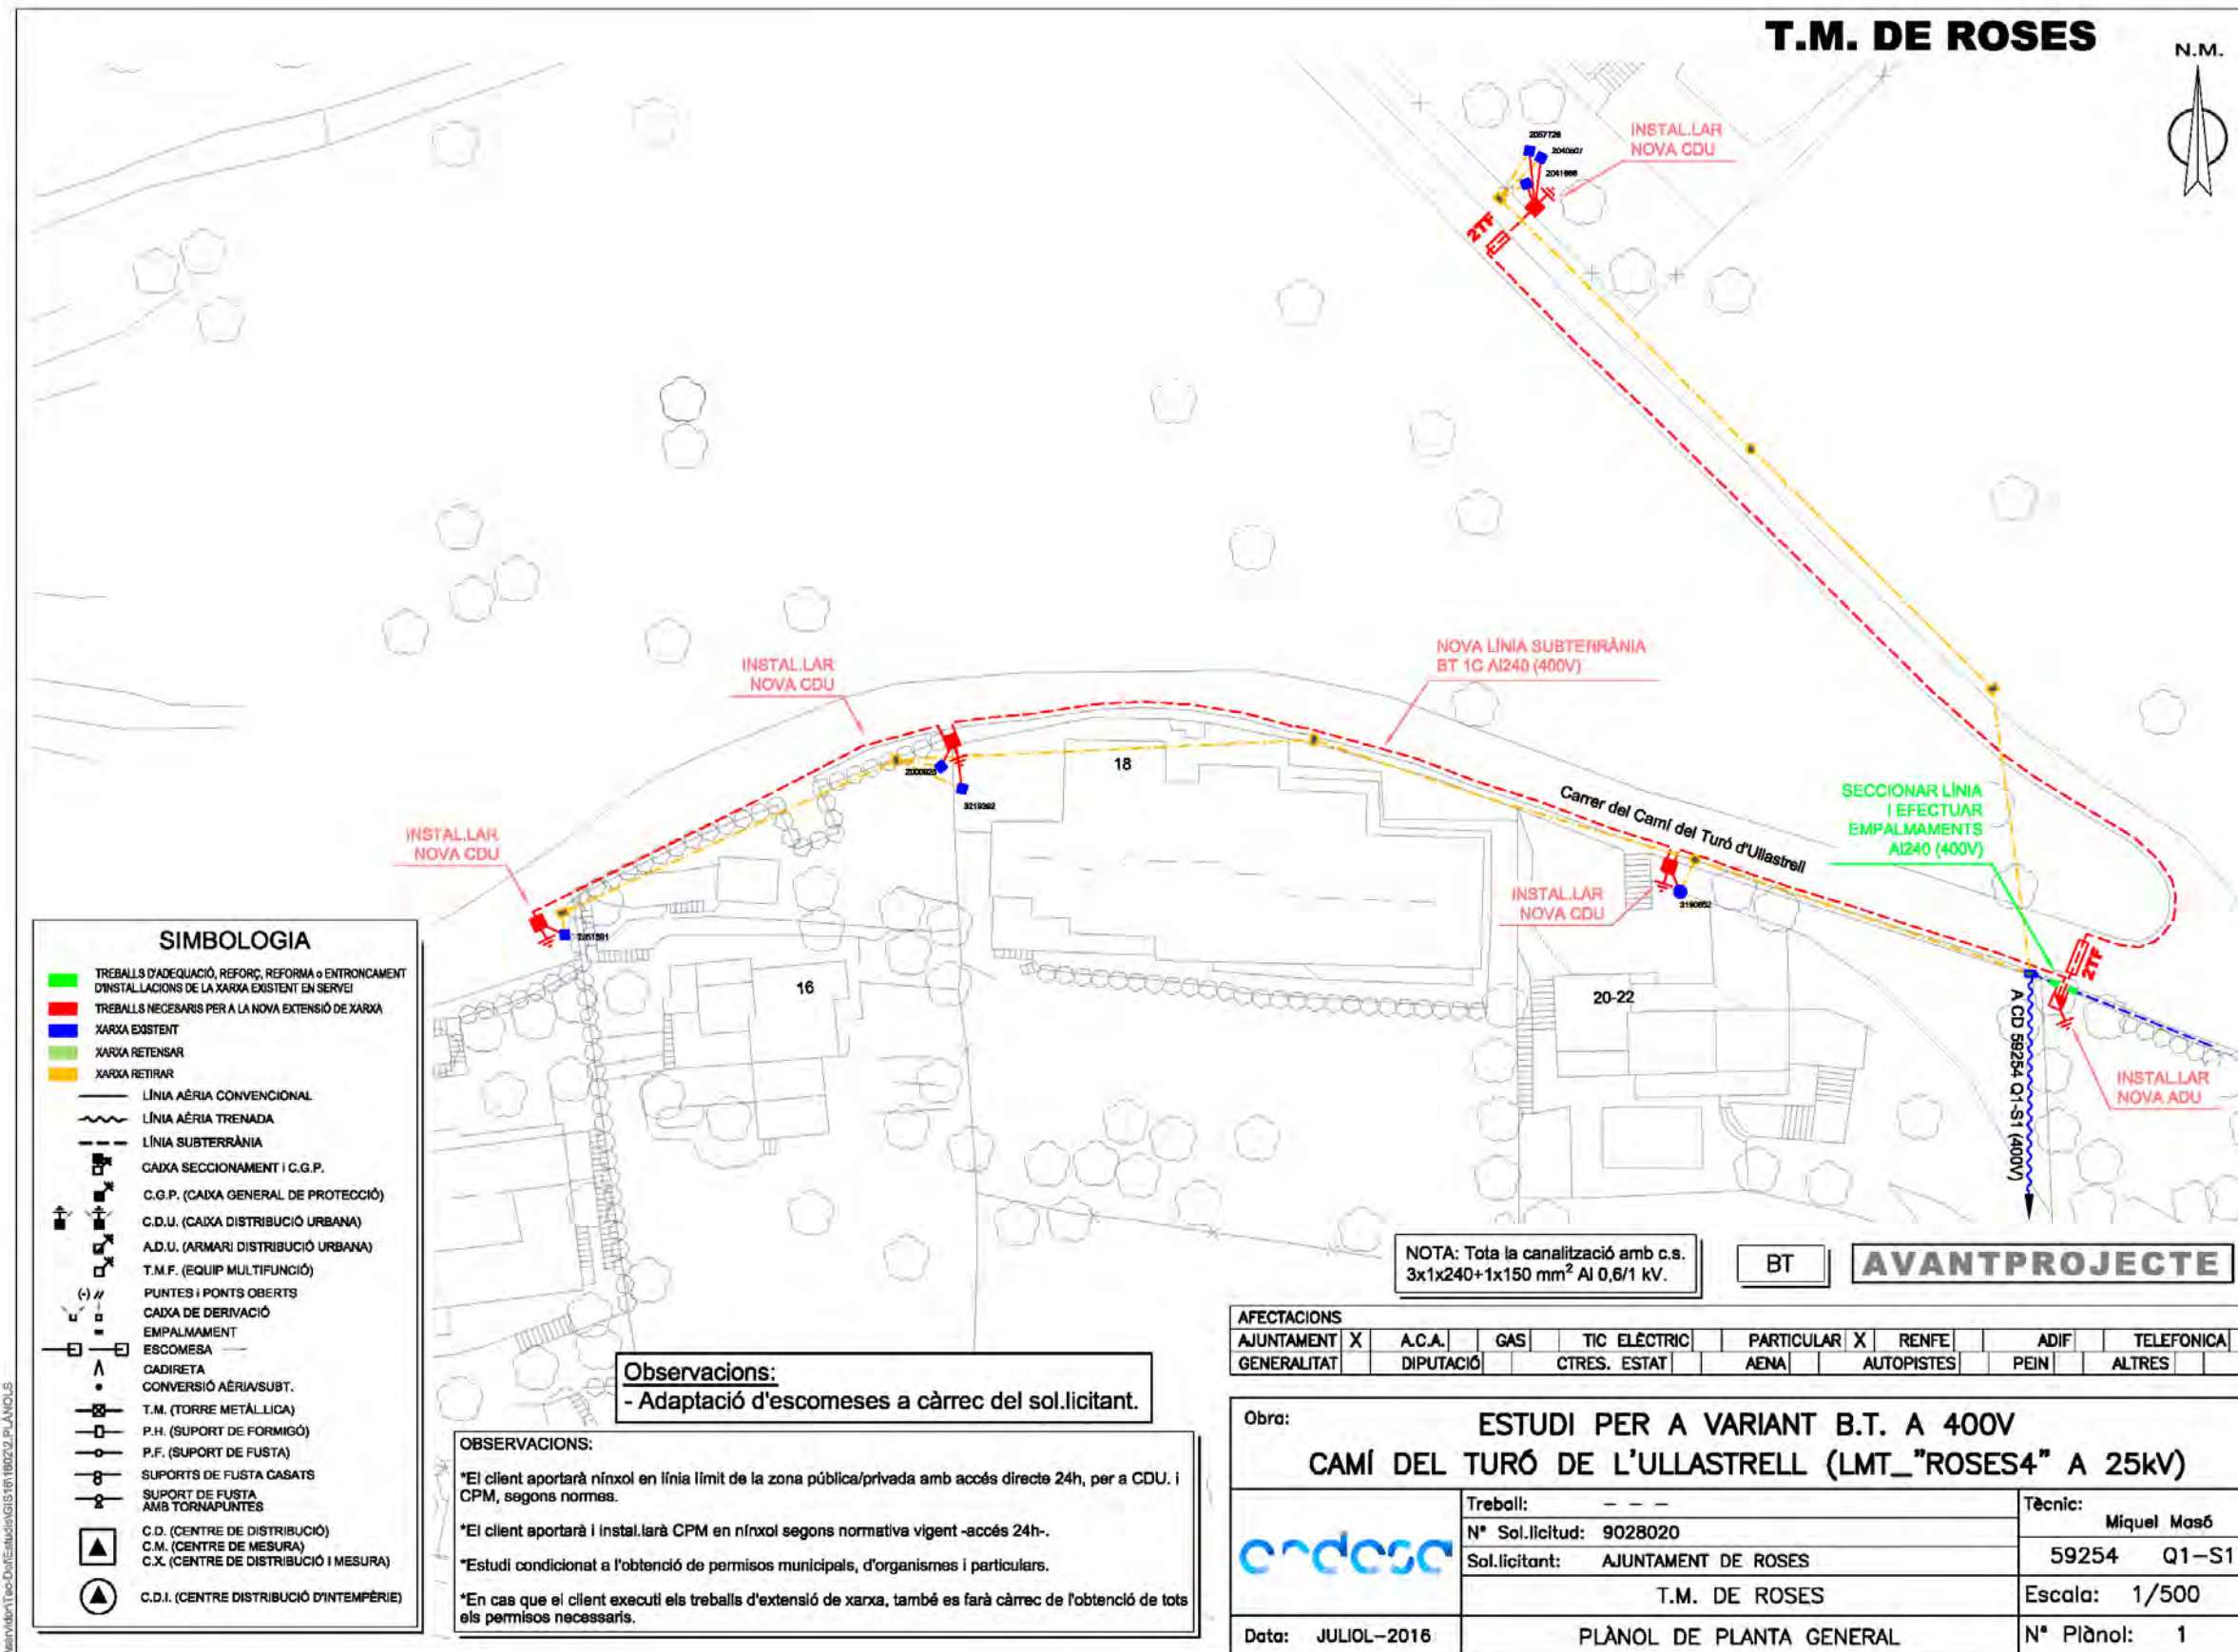 T.M. DE ROSES
N.M.
INSTAL.LAR
NOVA CDU
2057726
2040507
2TF
INSTAL.LAR
NOVA CDU
NOVA LÍNIA SUBTERRÀNIA
BT 1C Al240 (400V)
18
3219392
Carrer del Camí del Turó d'Ullastrell
SECCIONAR LÍNIA
I EFECTUAR
EMPALMAMENTS
Al240 (400V)
INSTAL.LAR
NOVA CDU
INSTAL.LAR
NOVA CDU
16
20-22
2TF
A CD 59254 Q1-S1 (400V)
INSTAL.LAR
NOVA ADU
SIMBOLOGIA
TREBALLS D'ADEQUACIÓ, REFORÇ, REFORMA o ENTRONCAMENT
D'INSTAL.LACIONS DE LA XARXA EXISTENT EN SERVEI
TREBALLS NECESARIS PER A LA NOVA EXTENSIÓ DE XARXA
XARXA EXISTENT
XARXA RETENSAR
XARXA RETIRAR
LÍNIA AÈRIA CONVENCIONAL
LÍNIA AÈRIA TRENADA
LÍNIA SUBTERRÀNIA
CAIXA SECCIONAMENT i C.G.P.
C.G.P. (CAIXA GENERAL DE PROTECCIÓ)
C.D.U. (CAIXA DISTRIBUCIÓ URBANA)
A.D.U. (ARMARI DISTRIBUCIÓ URBANA)
T.M.F. (EQUIP MULTIFUNCIÓ)
(-) // PUNTES i PONTS OBERTS
CAIXA DE DERIVACIÓ
EMPALMAMENT
ESCOMESA
CADIRETA
CONVERSIÓ AÈRIA/SUBT.
T.M. (TORRE METÀL.LICA)
P.H. (SUPORT DE FORMIGÓ)
P.F. (SUPORT DE FUSTA)
SUPORTS DE FUSTA CASATS
SUPORT DE FUSTA
AMB TORNAPUNTES
C.D. (CENTRE DE DISTRIBUCIÓ)
C.M. (CENTRE DE MESURA)
C.X. (CENTRE DE DISTRIBUCIÓ I MESURA)
C.D.I. (CENTRE DISTRIBUCIÓ D'INTEMPÈRIE)
Observacions:
- Adaptació d'escomeses a càrrec del sol.licitant.
OBSERVACIONS:
*El client aportarà nínxol en línia límit de la zona pública/privada amb accés directe 24h, per a CDU. i
CPM, segons normes.
*El client aportarà i instal.larà CPM en nínxol segons normativa vigent -accés 24h-.
*Estudi condicionat a l'obtenció de permisos municipals, d'organismes i particulars.
*En cas que el client executi els treballs d'extensió de xarxa, també es farà càrrec de l'obtenció de tots
els permisos necessaris.
NOTA: Tota la canalització amb c.s.
3x1x240+1x150 mm² Al 0,6/1 kV.
BT
AVANTPROJECTE
AFECTACIONS
AJUNTAMENT X A.C.A. GAS TIC ELÈCTRIC PARTICULAR X RENFE ADIF TELEFONICA
GENERALITAT DIPUTACIÓ CTRES. ESTAT AENA AUTOPISTES PEIN ALTRES
Obra: ESTUDI PER A VARIANT B.T. A 400V
CAMÍ DEL TURÓ DE L'ULLASTRELL (LMT_"ROSES4" A 25kV)
endesa
Treball: - - -
Nº Sol.licitud: 9028020
Sol.licitant: AJUNTAMENT DE ROSES
T.M. DE ROSES
Tècnic:
Miquel Masó
59254 Q1-S1
Escala: 1/500
Data: JULIOL-2016
PLÀNOL DE PLANTA GENERAL
Nº Plànol: 1